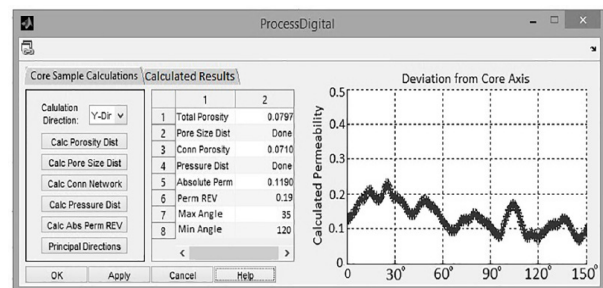 ProcessDigital
Core Sample Calculations
Calculated Results
Calulation
Direction:
Y-Dir
Calc Porosity Dist
Calc Pore Size Dist
Calc Conn Network
Calc Pressure Dist
Calc Abs Perm REV
Principal Directions
1 2
1 Total Porosity 0.0797
2 Pore Size Dist Done
3 Conn Porosity 0.0710
4 Pressure Dist Done
5 Absolute Perm 0.1190
6 Perm REV 0.19
7 Max Angle 35
8 Min Angle 120
OK Apply Cancel Help
Deviation from Core Axis
Calculated Permeability
0.5
0.4
0.3
0.2
0.1
0
0 30° 60° 90° 120° 150°